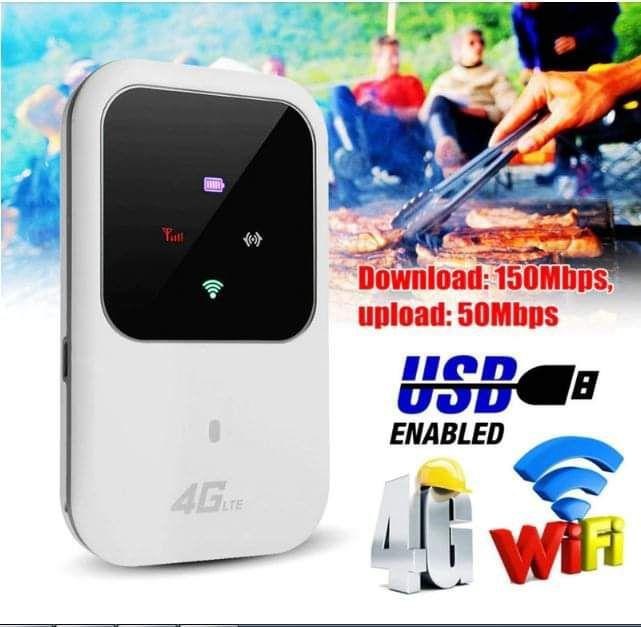 Download: 150Mbps,
upload: 50Mbps
USB
ENABLED
4G LTE
4G
WiFi